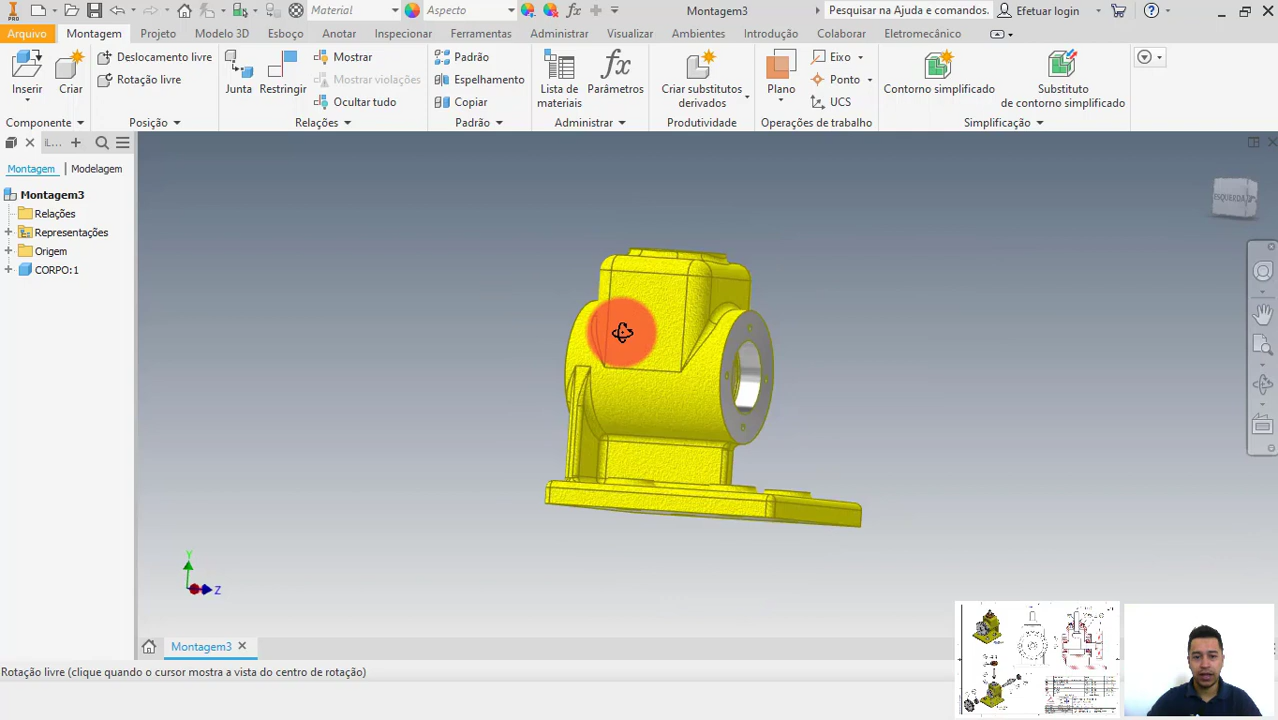 PRO Material Aspecto fx Montagem3 Pesquisar na Ajuda e comandos. Efetuar login
Arquivo Montagem Projeto Modelo 3D Esboço Anotar Inspecionar Ferramentas Administrar Visualizar Ambientes Introdução Colaborar Eletromecânico
Inserir
Criar
Deslocamento livre
Rotação livre
Junta
Restringir
Mostrar
Mostrar violações
Ocultar tudo
Padrão
Espelhamento
Copiar
Lista de
materiais
fx
Parâmetros
Criar substitutos
derivados
Plano
Eixo
Ponto
UCS
Contorno simplificado
Substituto
de contorno simplificado
Componente Posição Relações Padrão Administrar Produtividade Operações de trabalho Simplificação
iL...
Montagem Modelagem
Montagem3
Relações
Representações
Origem
CORPO:1
ESQUERDA
Y
Z
Montagem3
Rotação livre (clique quando o cursor mostra a vista do centro de rotação)